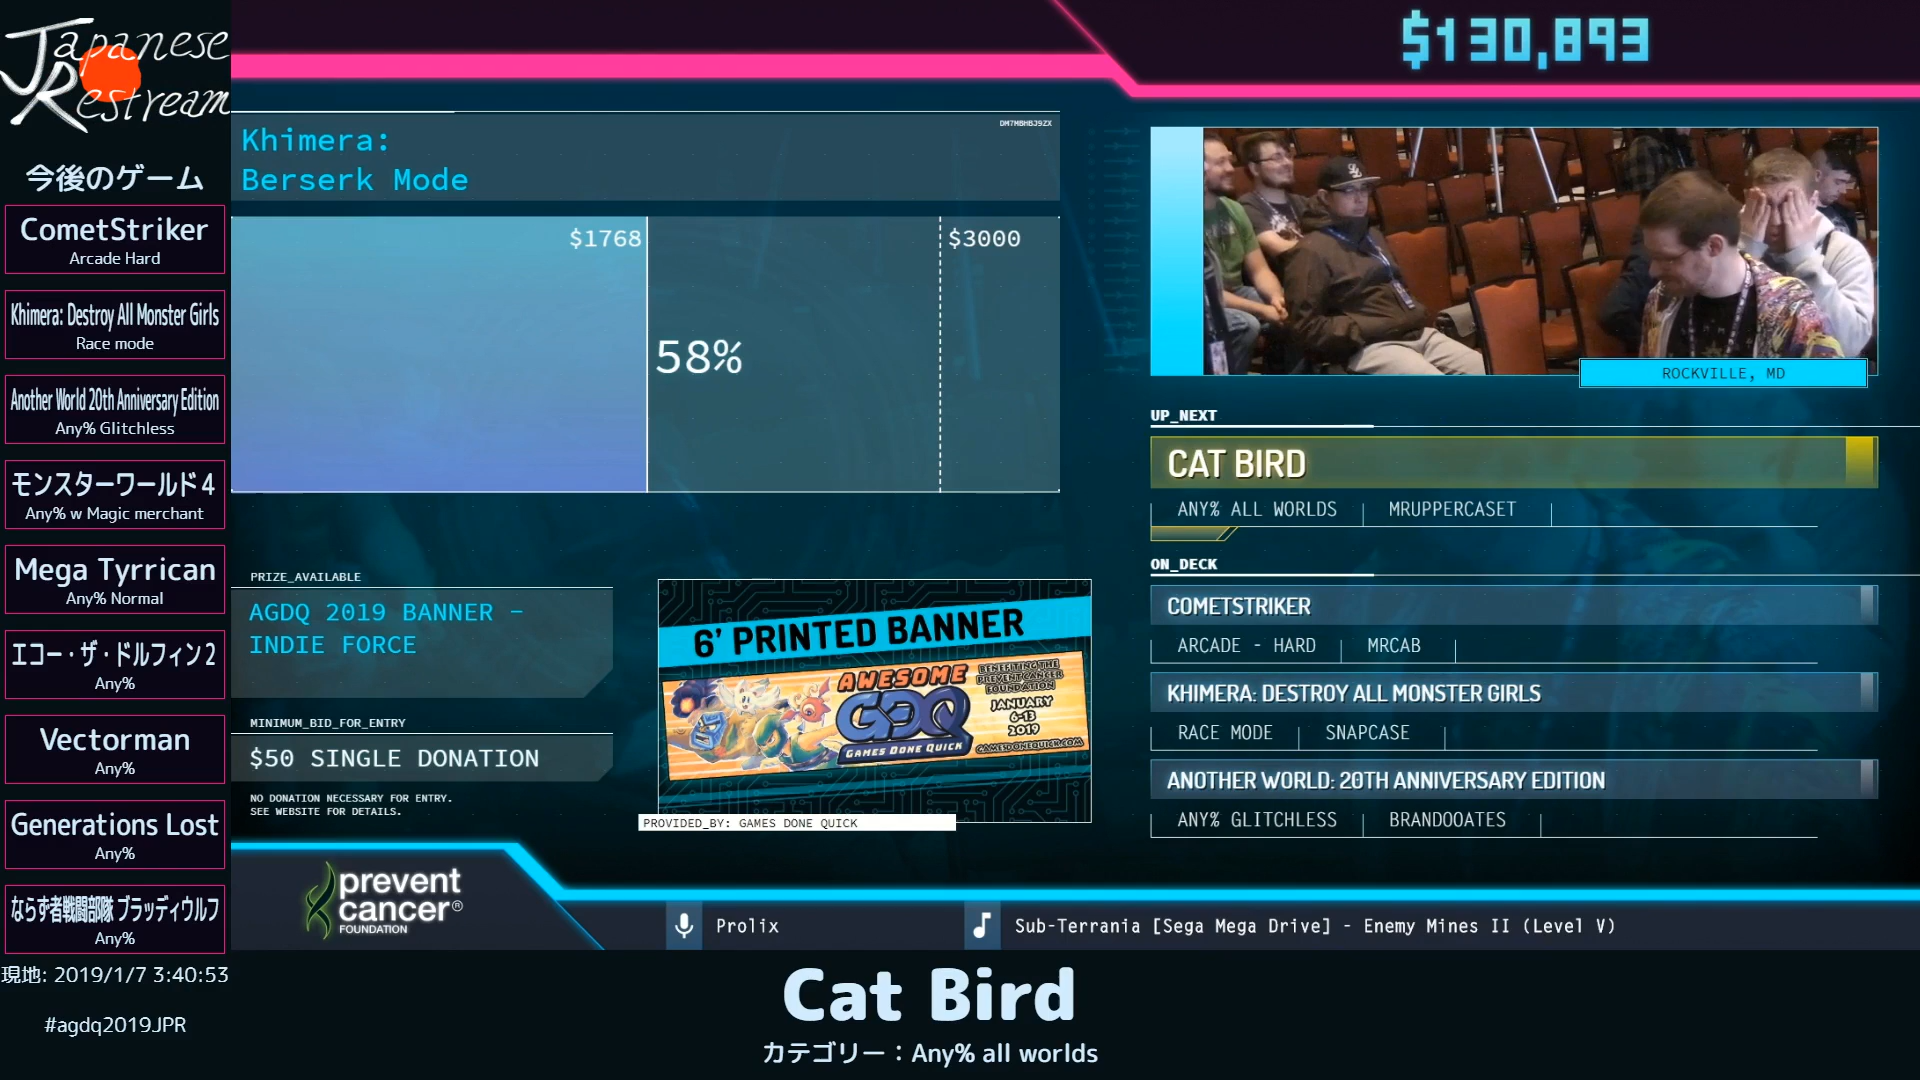 Japanese
Restream
今後のゲーム
CometStriker
Arcade Hard
Khimera: Destroy All Monster Girls
Race mode
Another World 20th Anniversary Edition
Any% Glitchless
モンスターワールド4
Any% w Magic merchant
Mega Tyrrican
Any% Normal
エコー・ザ・ドルフィン2
Any%
Vectorman
Any%
Generations Lost
Any%
ならず者戦闘部隊 ブラッディウルフ
Any%
現地: 2019/1/7 3:40:53
#agdq2019JPR
$130,893
Khimera:
Berserk Mode
DM7MBHBJ9ZX
$1768
$3000
58%
PRIZE_AVAILABLE
AGDQ 2019 BANNER –
INDIE FORCE
MINIMUM_BID_FOR_ENTRY
$50 SINGLE DONATION
NO DONATION NECESSARY FOR ENTRY.
SEE WEBSITE FOR DETAILS.
6' PRINTED BANNER
AWESOME
GDQ
GAMES DONE QUICK
BENEFITING THE
PREVENT CANCER
FOUNDATION
JANUARY
6-13
2019
GAMESDONEQUICK.COM
PROVIDED_BY: GAMES DONE QUICK
ROCKVILLE, MD
UP_NEXT
CAT BIRD
ANY% ALL WORLDS
MRUPPERCASET
ON_DECK
COMETSTRIKER
ARCADE - HARD
MRCAB
KHIMERA: DESTROY ALL MONSTER GIRLS
RACE MODE
SNAPCASE
ANOTHER WORLD: 20TH ANNIVERSARY EDITION
ANY% GLITCHLESS
BRANDOOATES
prevent
cancer®
FOUNDATION
Prolix
Sub-Terrania [Sega Mega Drive] - Enemy Mines II (Level V)
Cat Bird
カテゴリー：Any% all worlds